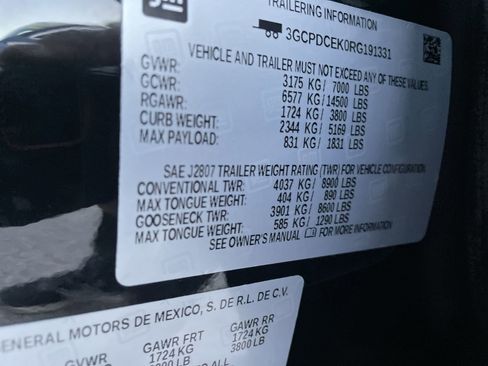 TRAILERING INFORMATION
3GCPDCEK0RG191331
VEHICLE AND TRAILER MUST NOT EXCEED ANY OF THESE VALUES.
GVWR: 3175 KG/ 7000 LBS
GCWR: 6577 KG/14500 LBS
RGAWR: 1724 KG/ 3800 LBS
CURB WEIGHT: 2344 KG/ 5169 LBS
MAX PAYLOAD: 831 KG/ 1831 LBS
SAE J2807 TRAILER WEIGHT RATING (TWR) FOR VEHICLE CONFIGURATION.
CONVENTIONAL TWR: 4037 KG/ 8900 LBS
MAX TONGUE WEIGHT: 404 KG/ 890 LBS
GOOSENECK TWR: 3901 KG/ 8600 LBS
MAX TONGUE WEIGHT: 585 KG/ 1290 LBS
SEE OWNER'S MANUAL FOR MORE INFORMATION.
GENERAL MOTORS DE MEXICO, S. DE R.L. DE C.V.
GVWR GAWR FRT GAWR RR
1724 KG 1724 KG
3800 LB 3800 LB
ALL